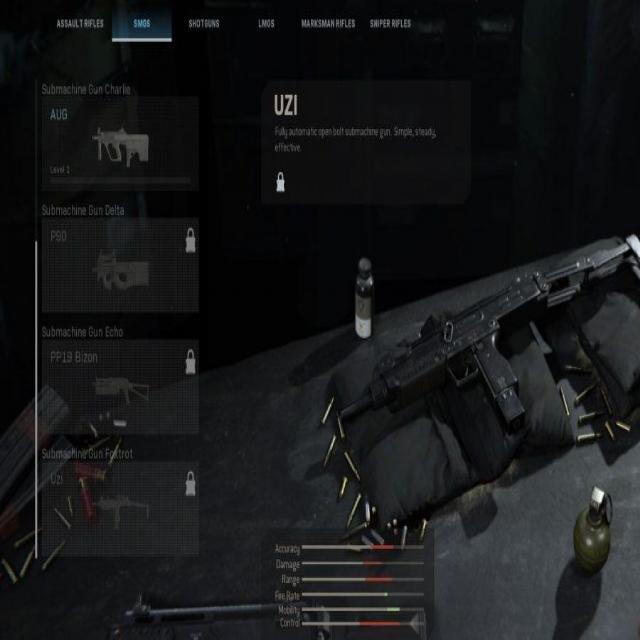 ASSAULT RIFLES SMGS SHOTGUNS LMGS MARKSMAN RIFLES SNIPER RIFLES
Submachine Gun Charlie
AUG
Level 1
Submachine Gun Delta
P90
Submachine Gun Echo
PP19 Bizon
Submachine Gun Foxtrot
Uzi
UZI
Fully automatic open bolt submachine gun. Simple, steady,
effective.
Accuracy
Damage
Range
Fire Rate
Mobility
Control